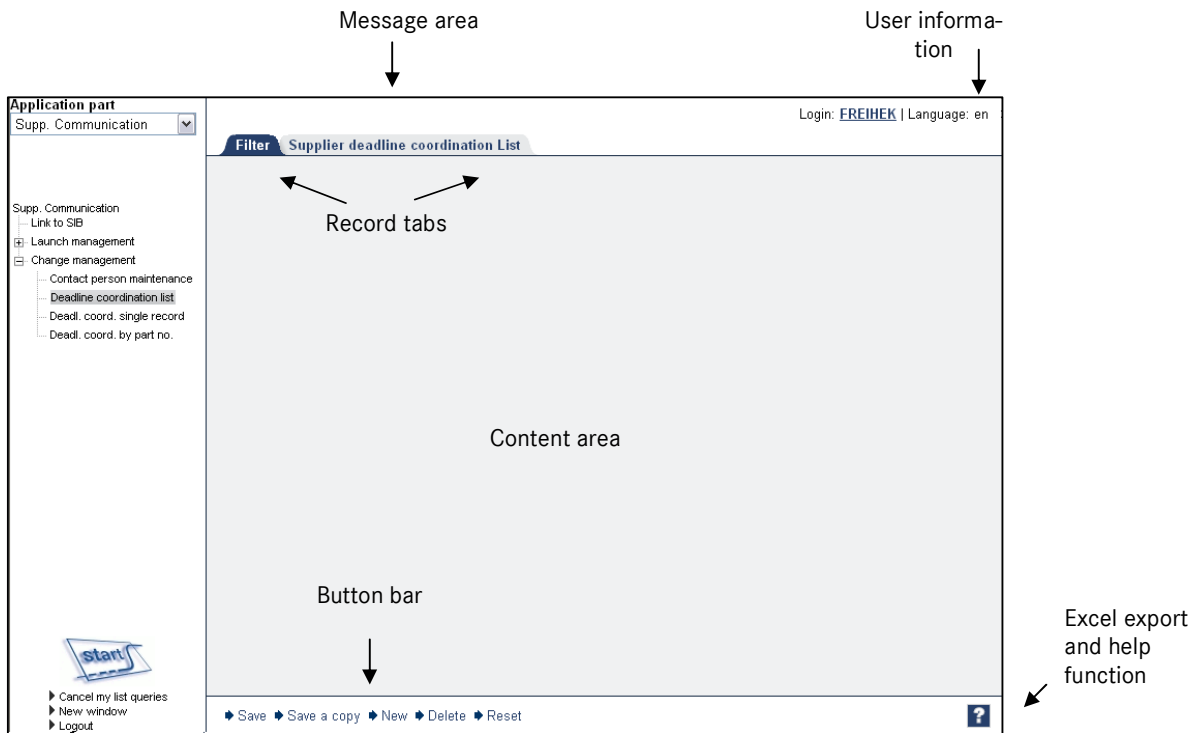 Message area
User informa-
tion
Application part
Supp. Communication
Login: FREIHEK | Language: en
Filter
Supplier deadline coordination List
Record tabs
Supp. Communication
Link to SIB
Launch management
Change management
Contact person maintenance
Deadline coordination list
Deadl. coord. single record
Deadl. coord. by part no.
Content area
Button bar
Excel export
and help
function
start
Cancel my list queries
New window
Logout
Save Save a copy New Delete Reset
?